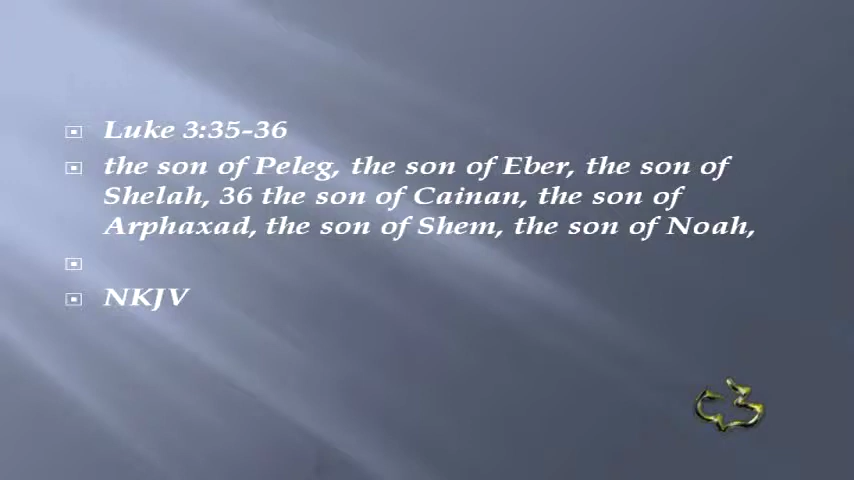 Luke 3:35-36
the son of Peleg, the son of Eber, the son of
Shelah, 36 the son of Cainan, the son of
Arphaxad, the son of Shem, the son of Noah,
NKJV
C3